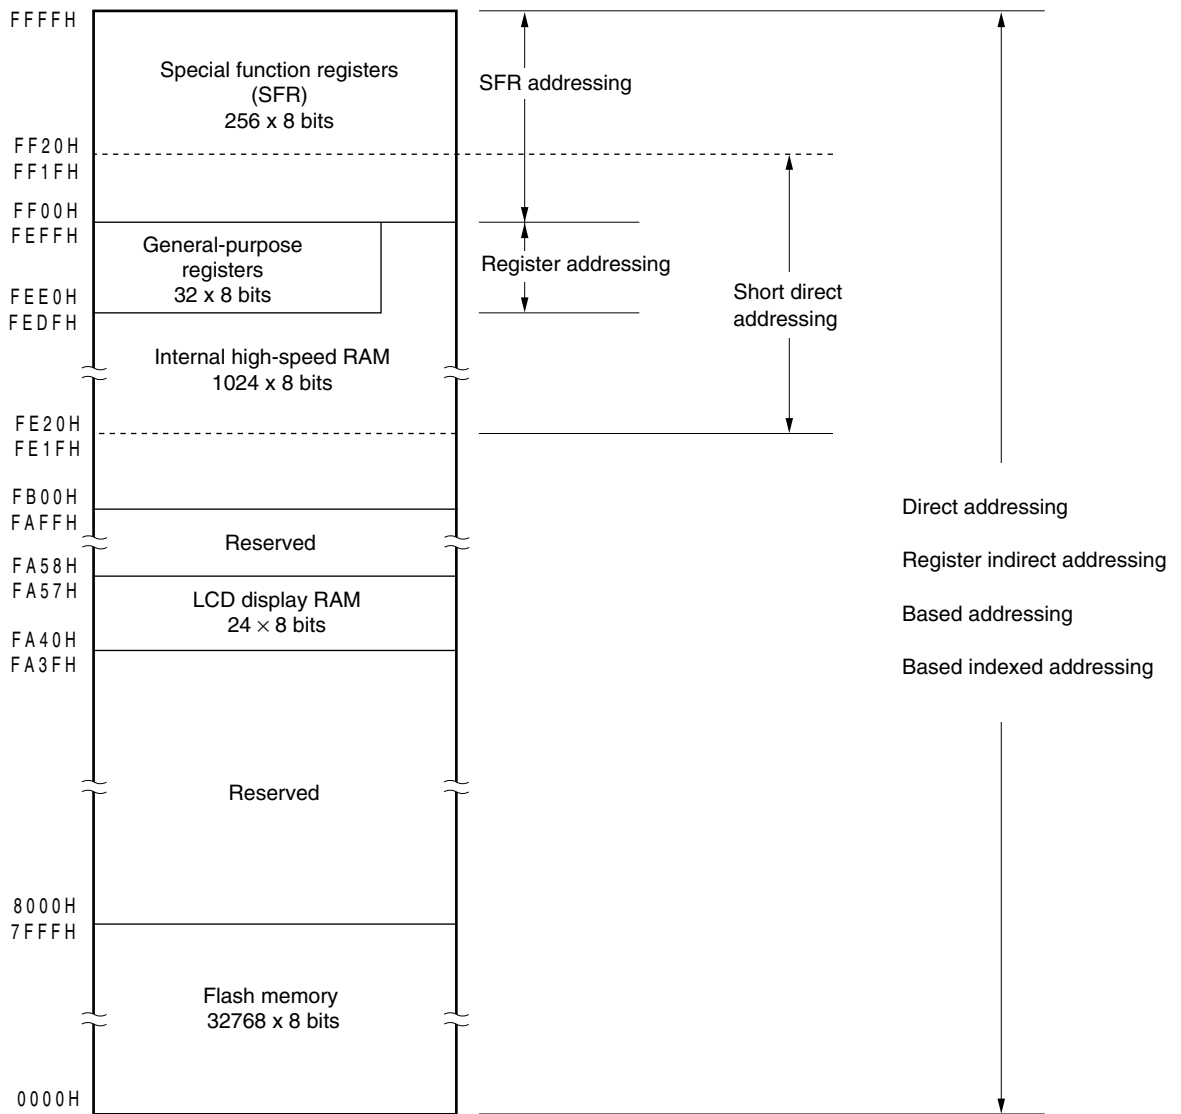 FFFFH
Special function registers
(SFR)
256 x 8 bits
SFR addressing
FF20H
FF1FH
FF00H
FEFFH
General-purpose
registers
32 x 8 bits
Register addressing
Short direct
addressing
FEE0H
FEDFH
Internal high-speed RAM
1024 x 8 bits
FE20H
FE1FH
FB00H
FAFFH
Reserved
FA58H
FA57H
LCD display RAM
24 × 8 bits
FA40H
FA3FH
Direct addressing
Register indirect addressing
Based addressing
Based indexed addressing
Reserved
8000H
7FFFH
Flash memory
32768 x 8 bits
0000H